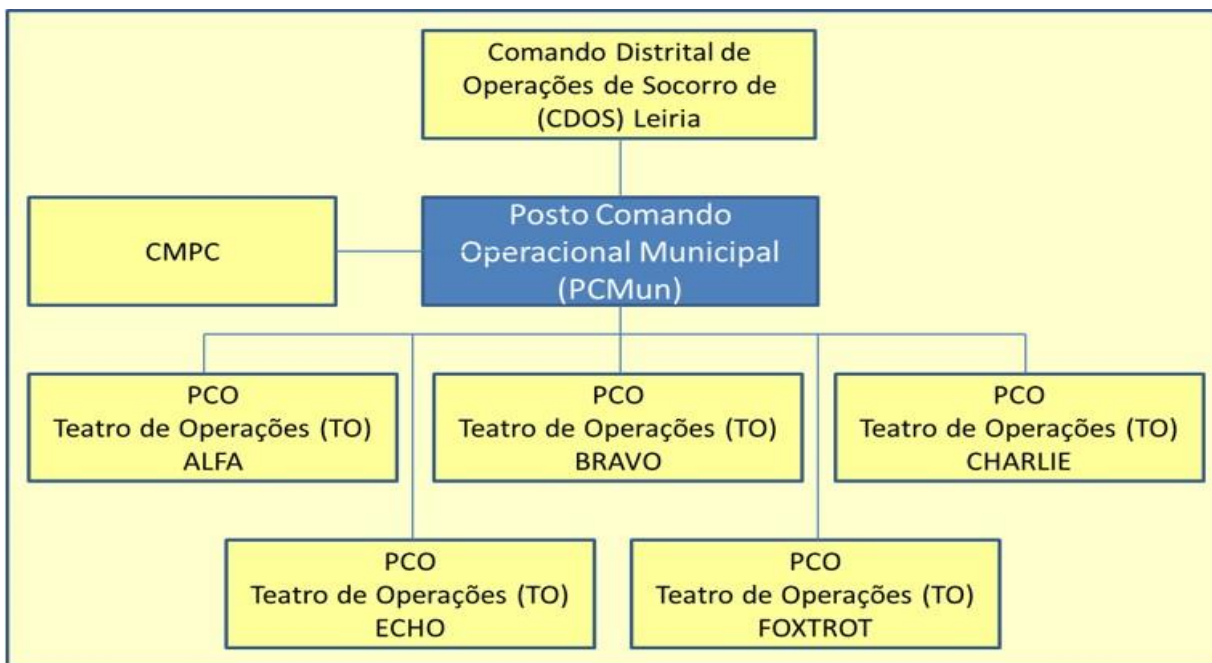 Comando Distrital de
Operações de Socorro de
(CDOS) Leiria
CMPC
Posto Comando
Operacional Municipal
(PCMun)
PCO
Teatro de Operações (TO)
ALFA
PCO
Teatro de Operações (TO)
BRAVO
PCO
Teatro de Operações (TO)
CHARLIE
PCO
Teatro de Operações (TO)
ECHO
PCO
Teatro de Operações (TO)
FOXTROT